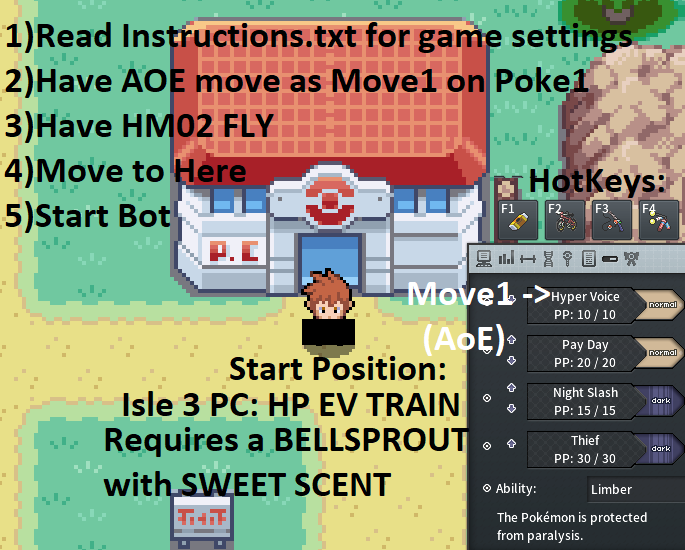 1)Read Instructions.txt for game settings
2)Have AOE move as Move1 on Poke1
3)Have HM02 FLY
4)Move to Here
5)Start Bot
HotKeys:
F1 F2 F3 F4
P.C
Move1 ->
(AoE)
Hyper Voice
PP: 10 / 10
normal
Pay Day
PP: 20 / 20
normal
Night Slash
PP: 15 / 15
dark
Thief
PP: 30 / 30
dark
Ability: Limber
The Pokémon is protected
from paralysis.
Start Position:
Isle 3 PC: HP EV TRAIN
Requires a BELLSPROUT
with SWEET SCENT